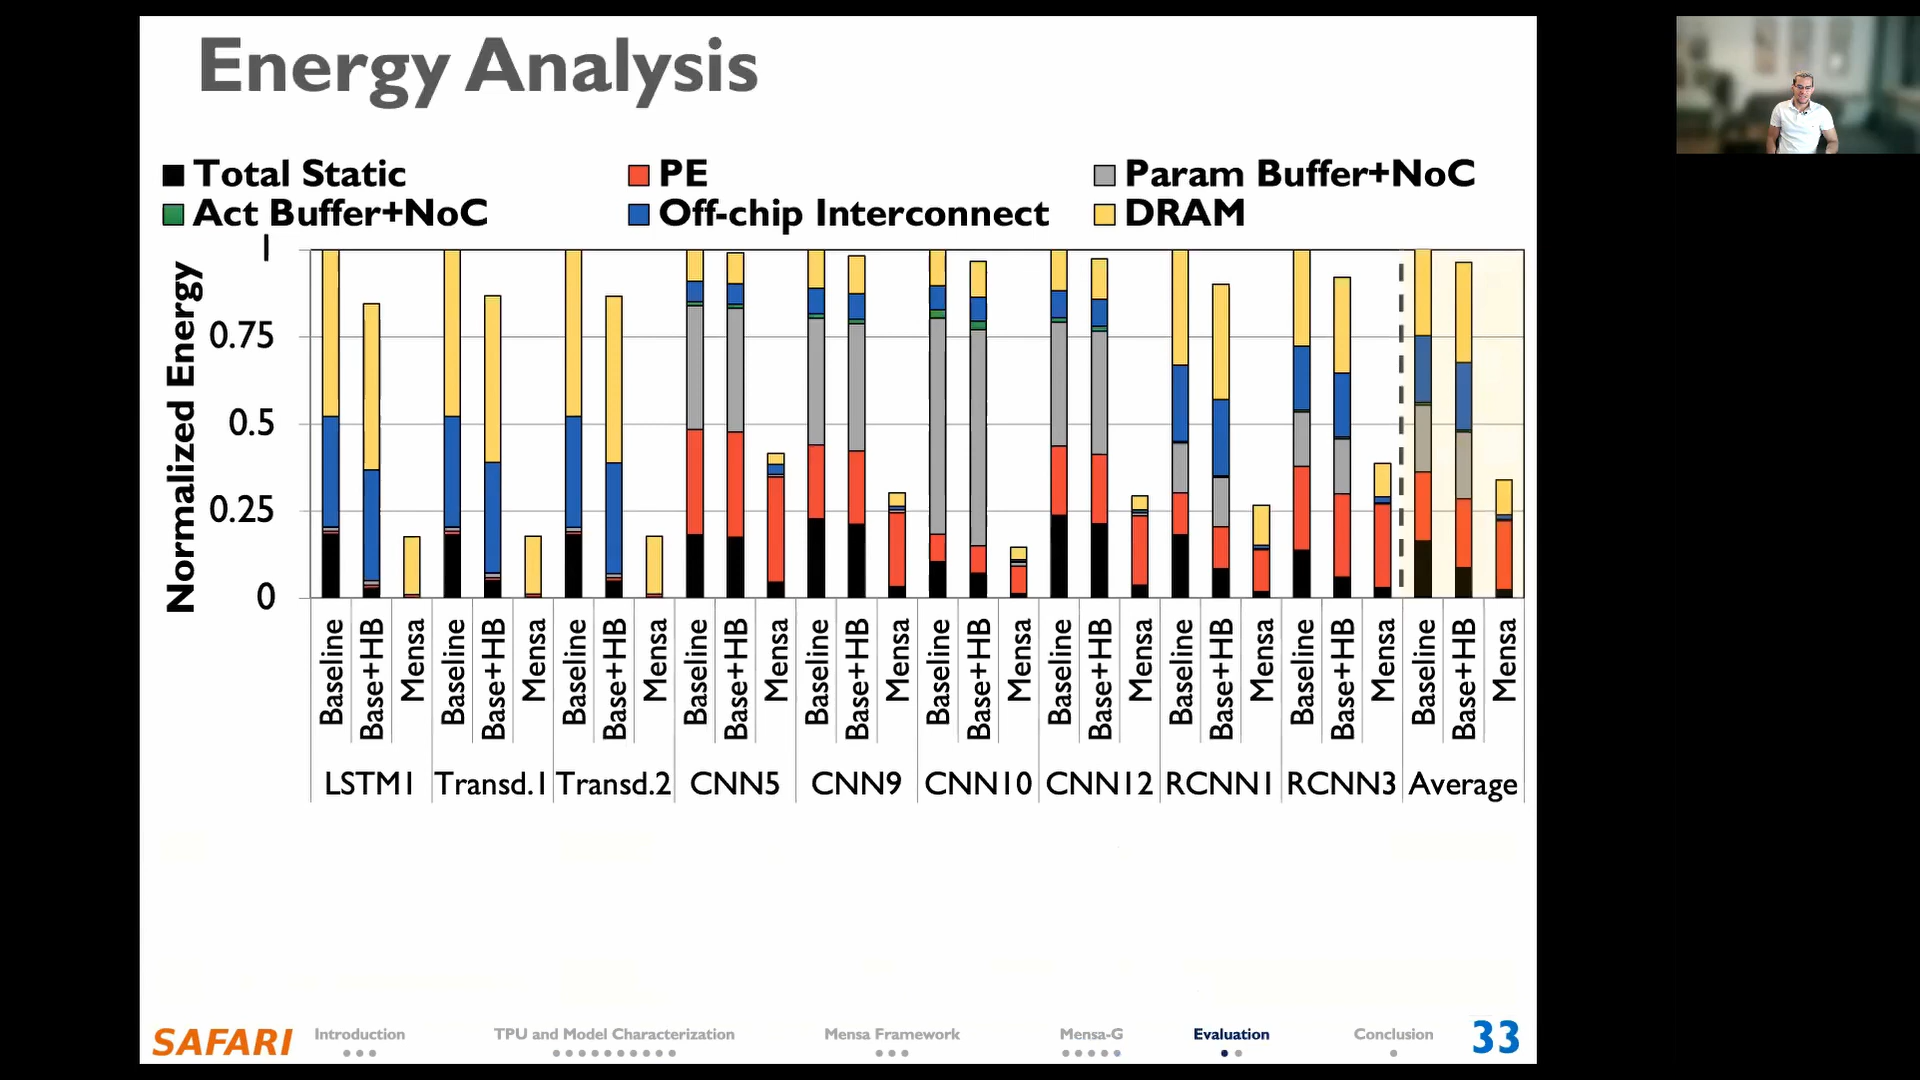 Energy Analysis
Total Static PE Param Buffer+NoC
Act Buffer+NoC Off-chip Interconnect DRAM
Normalized Energy
1
0.75
0.5
0.25
0
Baseline Base+HB Mensa Baseline Base+HB Mensa Baseline Base+HB Mensa Baseline Base+HB Mensa Baseline Base+HB Mensa Baseline Base+HB Mensa Baseline Base+HB Mensa Baseline Base+HB Mensa Baseline Base+HB Mensa Baseline Base+HB Mensa
LSTM1 Transd.1 Transd.2 CNN5 CNN9 CNN10 CNN12 RCNN1 RCNN3 Average
SAFARI Introduction TPU and Model Characterization Mensa Framework Mensa-G Evaluation Conclusion 33